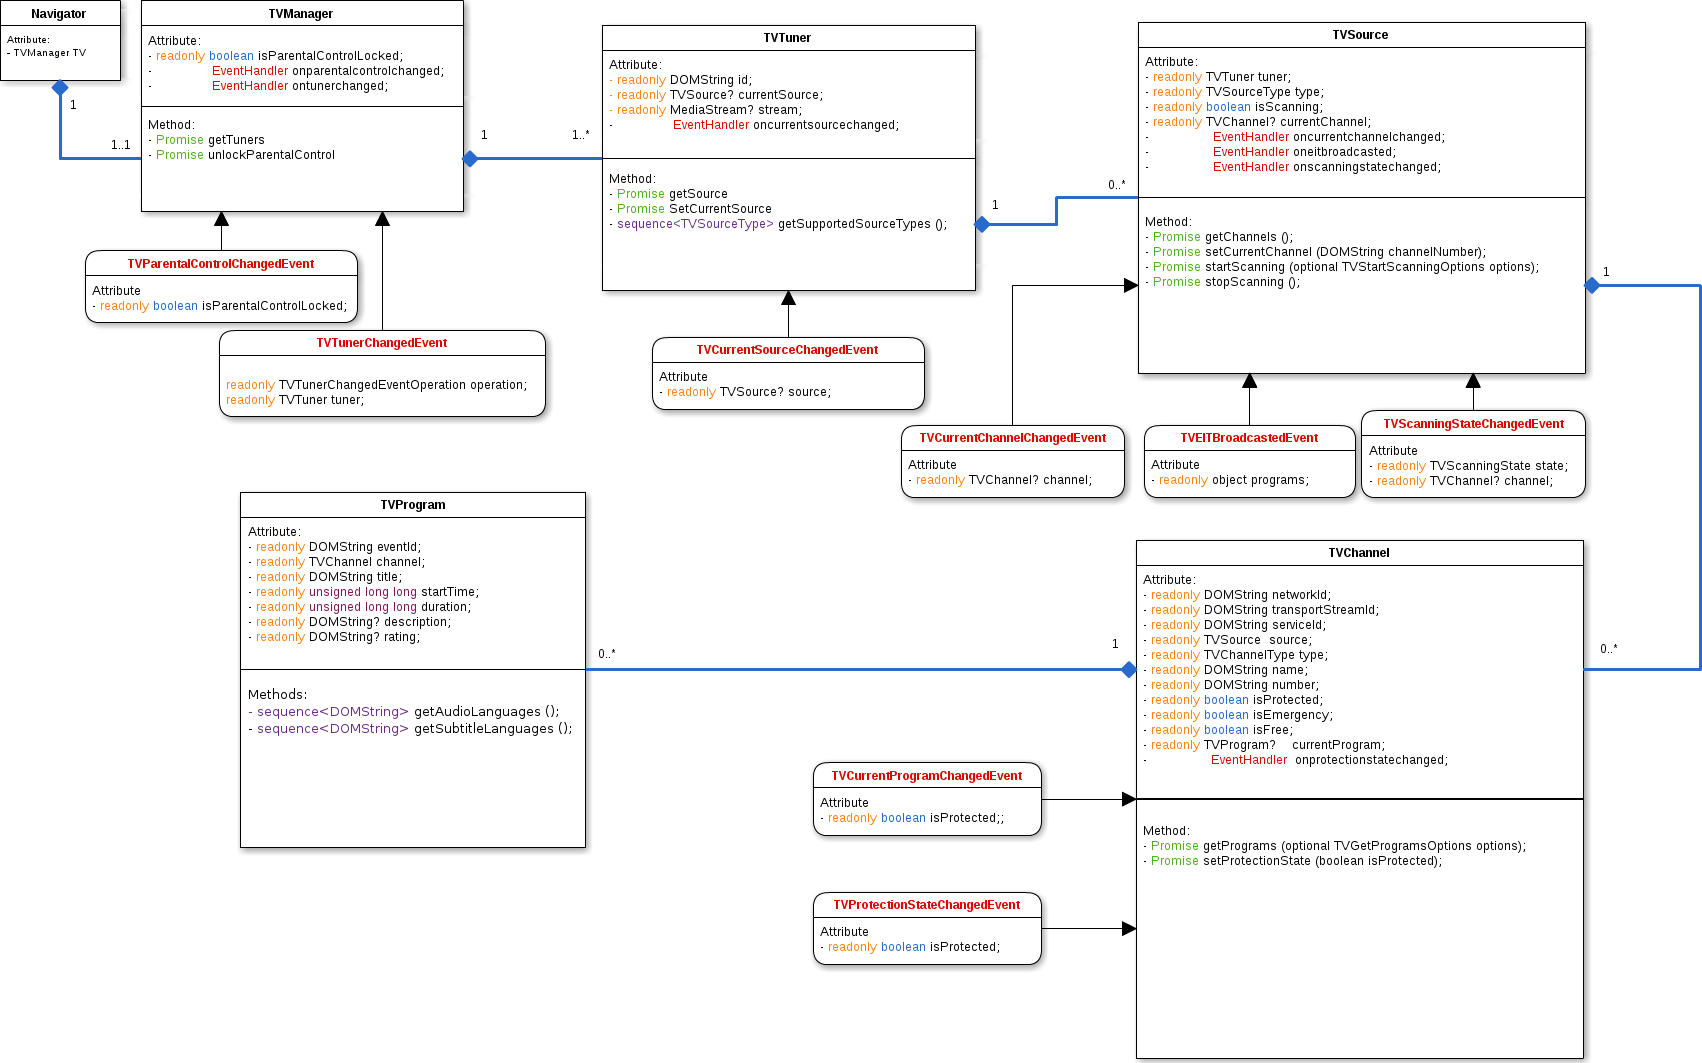 Navigator
Attribute:
- TVManager TV
1
1..1
TVManager
Attribute:
- readonly boolean isParentalControlLocked;
- EventHandler onparentalcontrolchanged;
- EventHandler ontunerchanged;
Method:
- Promise getTuners
- Promise unlockParentalControl
1
1..*
TVParentalControlChangedEvent
Attribute
- readonly boolean isParentalControlLocked;
TVTunerChangedEvent
readonly TVTunerChangedEventOperation operation;
readonly TVTuner tuner;
TVTuner
Attribute:
- readonly DOMString id;
- readonly TVSource? currentSource;
- readonly MediaStream? stream;
- EventHandler oncurrentsourcechanged;
Method:
- Promise getSource
- Promise SetCurrentSource
- sequence<TVSourceType> getSupportedSourceTypes ();
1
0..*
TVCurrentSourceChangedEvent
Attribute
- readonly TVSource? source;
TVSource
Attribute:
- readonly TVTuner tuner;
- readonly TVSourceType type;
- readonly boolean isScanning;
- readonly TVChannel? currentChannel;
- EventHandler oncurrentchannelchanged;
- EventHandler oneitbroadcasted;
- EventHandler onscanningstatechanged;
Method:
- Promise getChannels ();
- Promise setCurrentChannel (DOMString channelNumber);
- Promise startScanning (optional TVStartScanningOptions options);
- Promise stopScanning ();
1
0..*
TVCurrentChannelChangedEvent
Attribute
- readonly TVChannel? channel;
TVEITBroadcastedEvent
Attribute
- readonly object programs;
TVScanningStateChangedEvent
Attribute
- readonly TVScanningState state;
- readonly TVChannel? channel;
TVProgram
Attribute:
- readonly DOMString eventId;
- readonly TVChannel channel;
- readonly DOMString title;
- readonly unsigned long long startTime;
- readonly unsigned long long duration;
- readonly DOMString? description;
- readonly DOMString? rating;
Methods:
- sequence<DOMString> getAudioLanguages ();
- sequence<DOMString> getSubtitleLanguages ();
0..*
1
TVChannel
Attribute:
- readonly DOMString networkId;
- readonly DOMString transportStreamId;
- readonly DOMString serviceId;
- readonly TVSource source;
- readonly TVChannelType type;
- readonly DOMString name;
- readonly DOMString number;
- readonly boolean isProtected;
- readonly boolean isEmergency;
- readonly boolean isFree;
- readonly TVProgram? currentProgram;
- EventHandler onprotectionstatechanged;
Method:
- Promise getPrograms (optional TVGetProgramsOptions options);
- Promise setProtectionState (boolean isProtected);
TVCurrentProgramChangedEvent
Attribute
- readonly boolean isProtected;;
TVProtectionStateChangedEvent
Attribute
- readonly boolean isProtected;